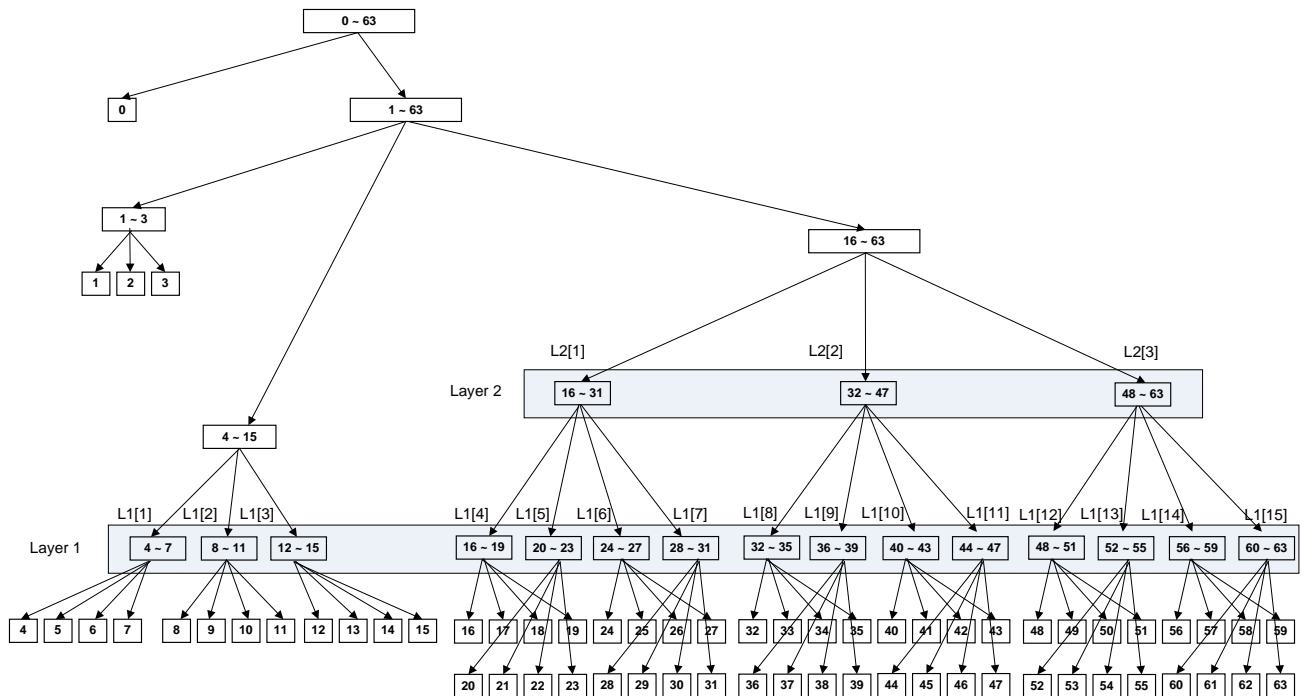 0 ~ 63
0
1 ~ 63
1 ~ 3
16 ~ 63
1 2 3
L2[1] L2[2] L2[3]
Layer 2 16 ~ 31 32 ~ 47 48 ~ 63
4 ~ 15
L1[1] L1[2] L1[3] L1[4] L1[5] L1[6] L1[7] L1[8] L1[9] L1[10] L1[11] L1[12] L1[13] L1[14] L1[15]
Layer 1 4 ~ 7 8 ~ 11 12 ~ 15 16 ~ 19 20 ~ 23 24 ~ 27 28 ~ 31 32 ~ 35 36 ~ 39 40 ~ 43 44 ~ 47 48 ~ 51 52 ~ 55 56 ~ 59 60 ~ 63
4 5 6 7 8 9 10 11 12 13 14 15 16 17 18 19 24 25 26 27 32 33 34 35 40 41 42 43 48 49 50 51 56 57 58 59
20 21 22 23 28 29 30 31 36 37 38 39 44 45 46 47 52 53 54 55 60 61 62 63